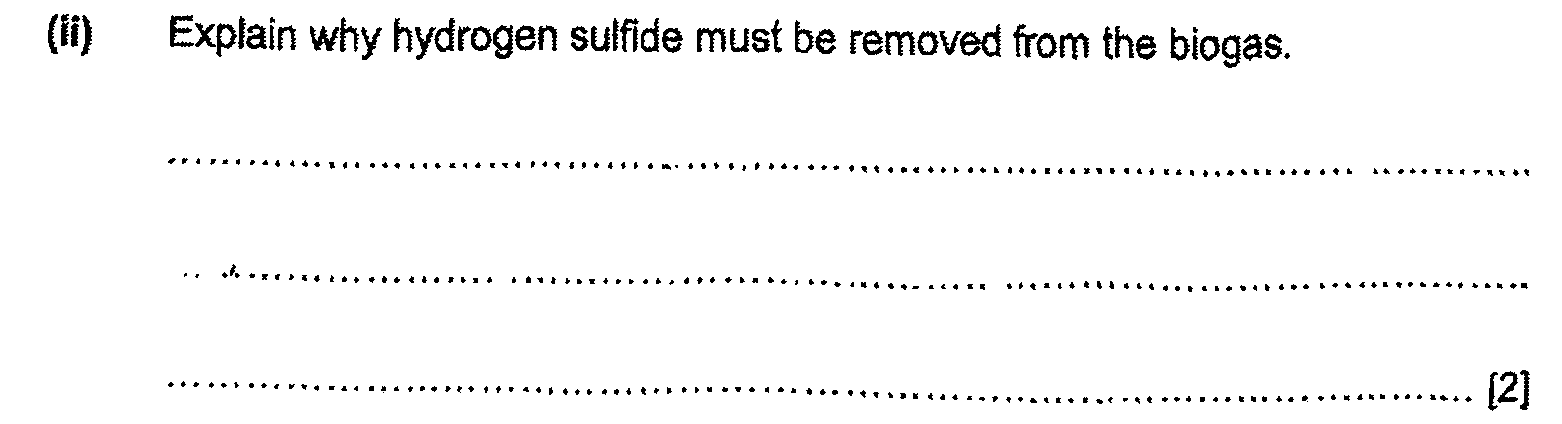 (ii) Explain why hydrogen sulfide must be removed from the biogas.
[2]